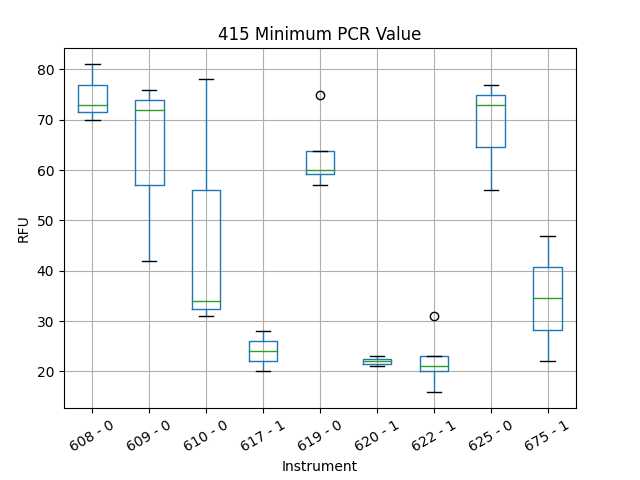 415 Minimum PCR Value
RFU
80
70
60
50
40
30
20
608 - 0
609 - 0
610 - 0
617 - 1
619 - 0
620 - 1
622 - 1
625 - 0
675 - 1
Instrument